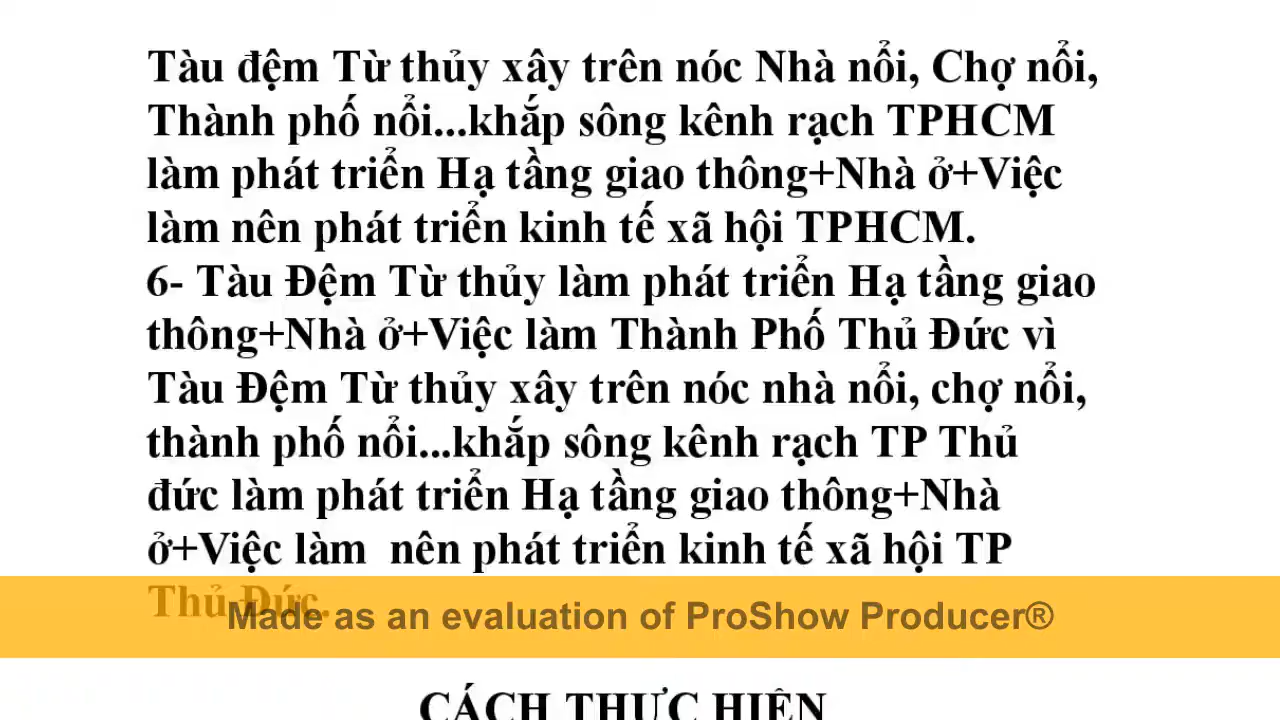 Tàu đệm Từ thủy xây trên nóc Nhà nổi, Chợ nổi,
Thành phố nổi...khắp sông kênh rạch TPHCM
làm phát triển Hạ tầng giao thông+Nhà ở+Việc
làm nên phát triển kinh tế xã hội TPHCM.
6- Tàu Đệm Từ thủy làm phát triển Hạ tầng giao
thông+Nhà ở+Việc làm Thành Phố Thủ Đức vì
Tàu Đệm Từ thủy xây trên nóc nhà nổi, chợ nổi,
thành phố nổi...khắp sông kênh rạch TP Thủ
đức làm phát triển Hạ tầng giao thông+Nhà
ở+Việc làm  nên phát triển kinh tế xã hội TP
Thủ Đức.
Made as an evaluation of ProShow Producer®
CÁCH THỰC HIỆN